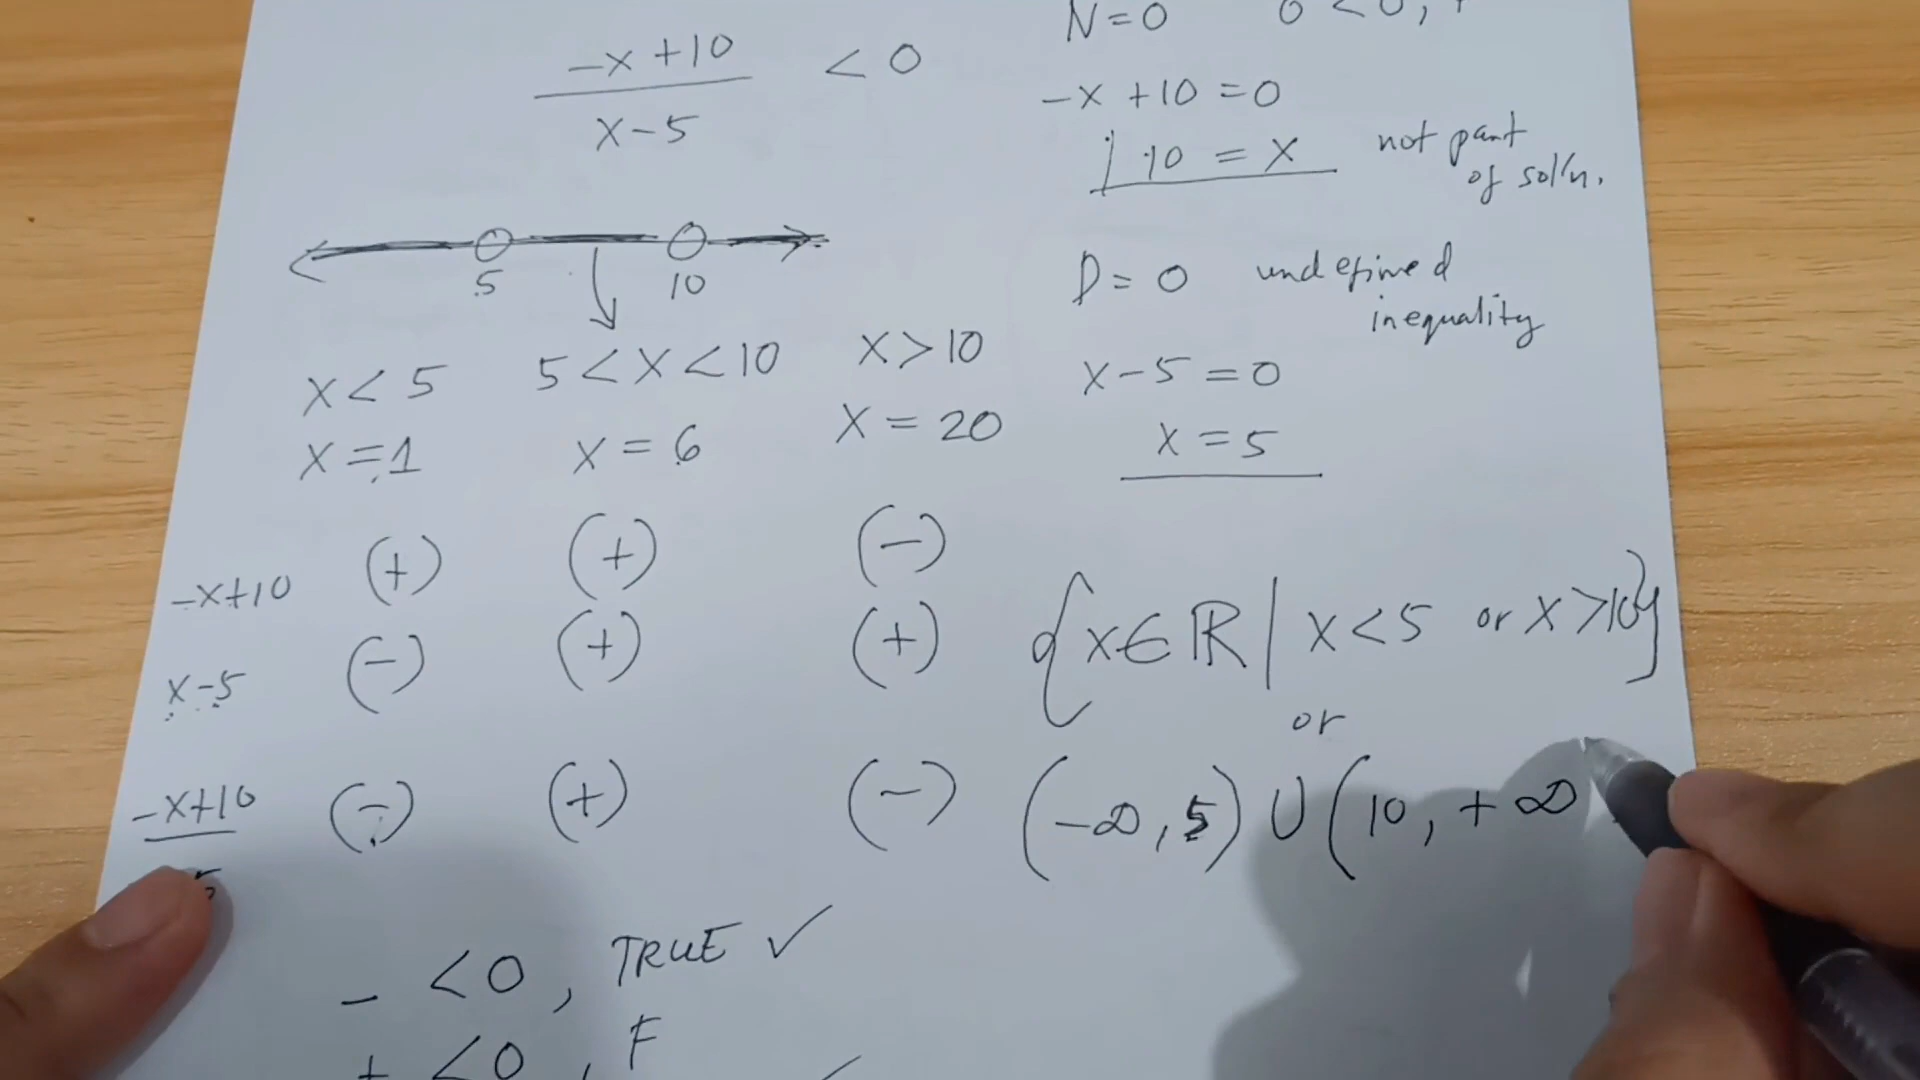 -x+10 / x-5 < 0
5 10
x<5 5<x<10 x>10
x=1 x=6 x=20
-x+10 (+) (+) (-)
x-5 (-) (+) (+)
-x+10 / 5 (-) (+) (-)
- <0, TRUE ✓
+ <0, F
N=0
-x+10=0
10=x not part
of sol'n.
D=0 undefined
inequality
x-5=0
x=5
{x∈ℝ | x<5 or x>10}
or
(-∞, 5) ∪ (10, +∞